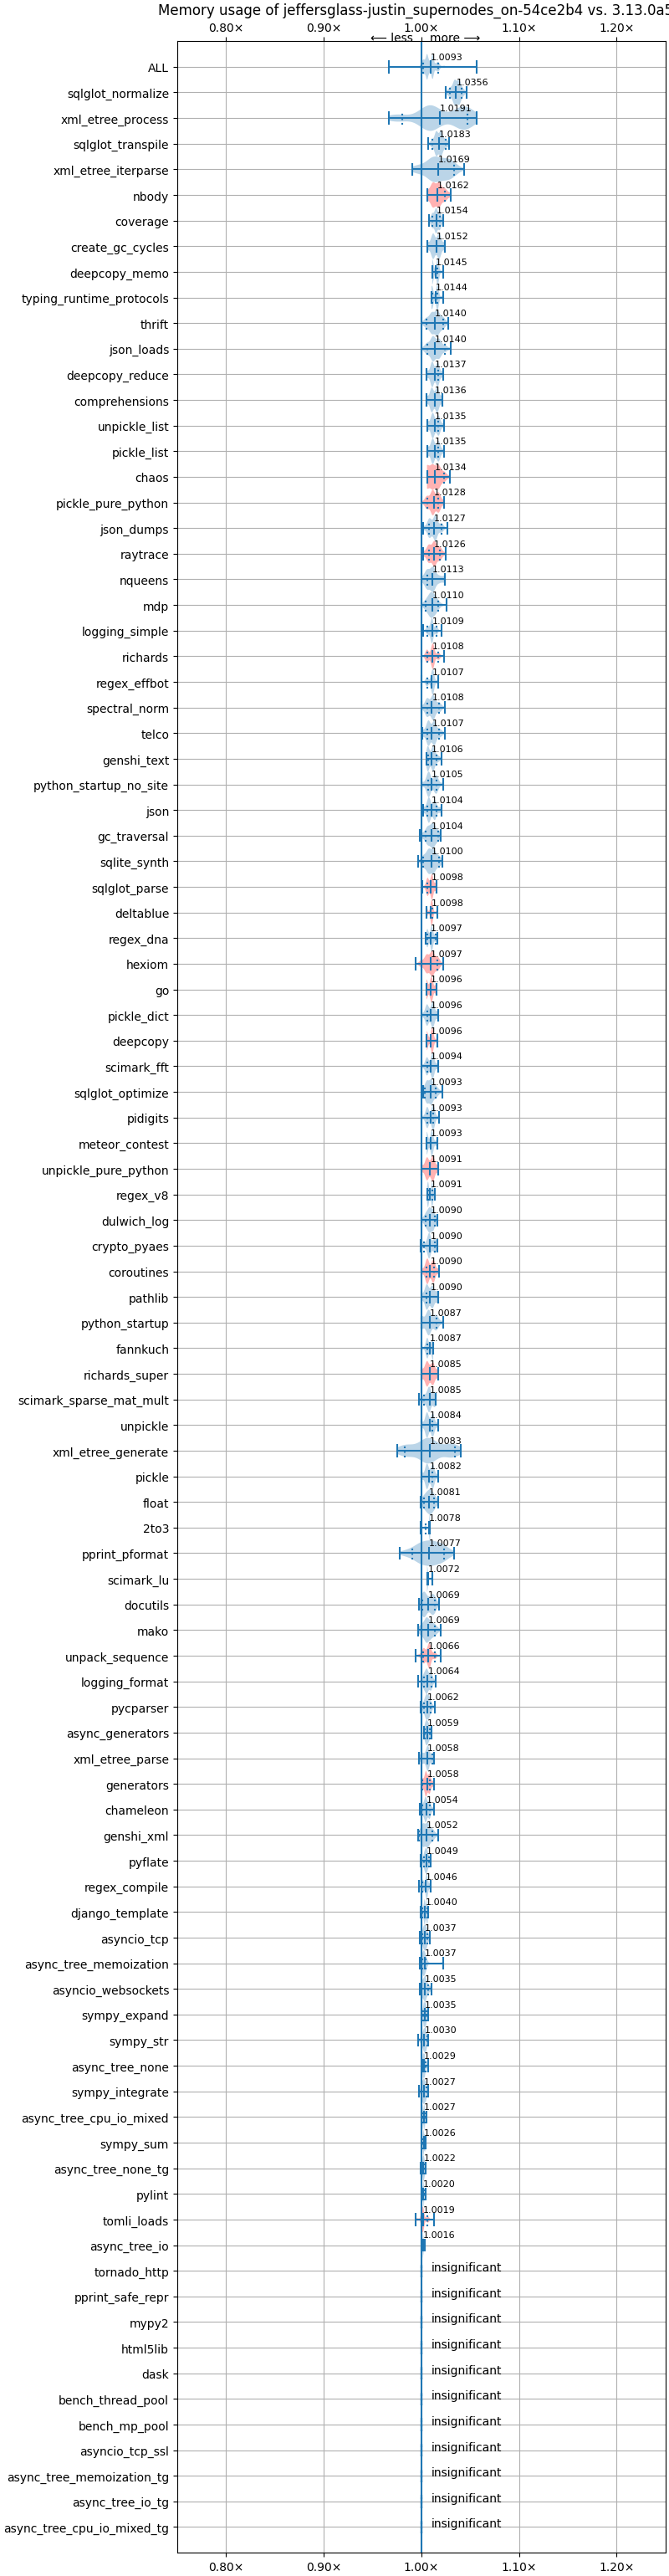 Memory usage of jeffersglass-justin_supernodes_on-54ce2b4 vs. 3.13.0a5
0.80× 0.90× 1.00× 1.10× 1.20×
⟵ less more ⟶
ALL 1.0093
sqlglot_normalize 1.0356
xml_etree_process 1.0191
sqlglot_transpile 1.0183
xml_etree_iterparse 1.0169
nbody 1.0162
coverage 1.0154
create_gc_cycles 1.0152
deepcopy_memo 1.0145
typing_runtime_protocols 1.0144
thrift 1.0140
json_loads 1.0140
deepcopy_reduce 1.0137
comprehensions 1.0136
unpickle_list 1.0135
pickle_list 1.0135
chaos 1.0134
pickle_pure_python 1.0128
json_dumps 1.0127
raytrace 1.0126
nqueens 1.0113
mdp 1.0110
logging_simple 1.0109
richards 1.0108
regex_effbot 1.0107
spectral_norm 1.0108
telco 1.0107
genshi_text 1.0106
python_startup_no_site 1.0105
json 1.0104
gc_traversal 1.0104
sqlite_synth 1.0100
sqlglot_parse 1.0098
deltablue 1.0098
regex_dna 1.0097
hexiom 1.0097
go 1.0096
pickle_dict 1.0096
deepcopy 1.0096
scimark_fft 1.0094
sqlglot_optimize 1.0093
pidigits 1.0093
meteor_contest 1.0093
unpickle_pure_python 1.0091
regex_v8 1.0091
dulwich_log 1.0090
crypto_pyaes 1.0090
coroutines 1.0090
pathlib 1.0090
python_startup 1.0087
fannkuch 1.0087
richards_super 1.0085
scimark_sparse_mat_mult 1.0085
unpickle 1.0084
xml_etree_generate 1.0083
pickle 1.0082
float 1.0081
2to3 1.0078
pprint_pformat 1.0077
scimark_lu 1.0072
docutils 1.0069
mako 1.0069
unpack_sequence 1.0066
logging_format 1.0064
pycparser 1.0062
async_generators 1.0059
xml_etree_parse 1.0058
generators 1.0058
chameleon 1.0054
genshi_xml 1.0052
pyflate 1.0049
regex_compile 1.0046
django_template 1.0040
asyncio_tcp 1.0037
async_tree_memoization 1.0037
asyncio_websockets 1.0035
sympy_expand 1.0035
sympy_str 1.0030
async_tree_none 1.0029
sympy_integrate 1.0027
async_tree_cpu_io_mixed 1.0027
sympy_sum 1.0026
async_tree_none_tg 1.0022
pylint 1.0020
tomli_loads 1.0019
async_tree_io 1.0016
tornado_http insignificant
pprint_safe_repr insignificant
mypy2 insignificant
html5lib insignificant
dask insignificant
bench_thread_pool insignificant
bench_mp_pool insignificant
asyncio_tcp_ssl insignificant
async_tree_memoization_tg insignificant
async_tree_io_tg insignificant
async_tree_cpu_io_mixed_tg insignificant
0.80× 0.90× 1.00× 1.10× 1.20×